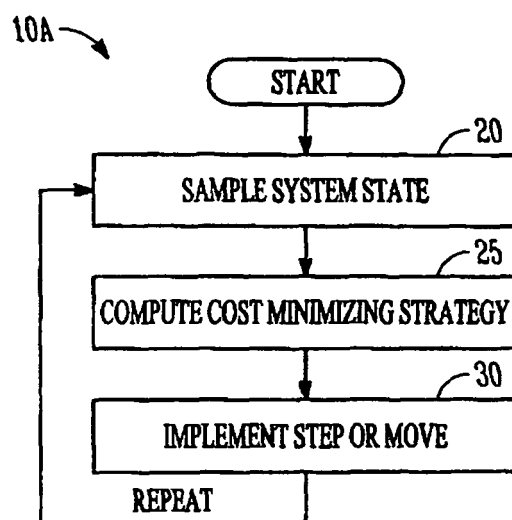 10A
START
20
SAMPLE SYSTEM STATE
25
COMPUTE COST MINIMIZING STRATEGY
30
IMPLEMENT STEP OR MOVE
REPEAT